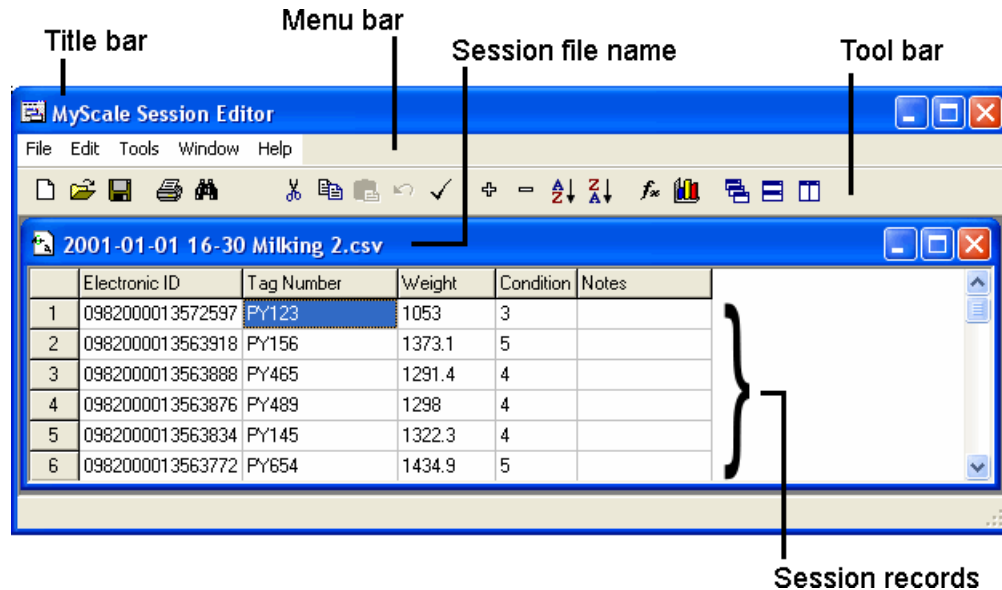 Menu bar
Title bar
Session file name
Tool bar
MyScale Session Editor
File Edit Tools Window Help
2001-01-01 16-30 Milking 2.csv
Electronic ID Tag Number Weight Condition Notes
1 0982000013572597 PY123 1053 3
2 0982000013563918 PY156 1373.1 5
3 0982000013563888 PY465 1291.4 4
4 0982000013563876 PY489 1298 4
5 0982000013563834 PY145 1322.3 4
6 0982000013563772 PY654 1434.9 5
Session records